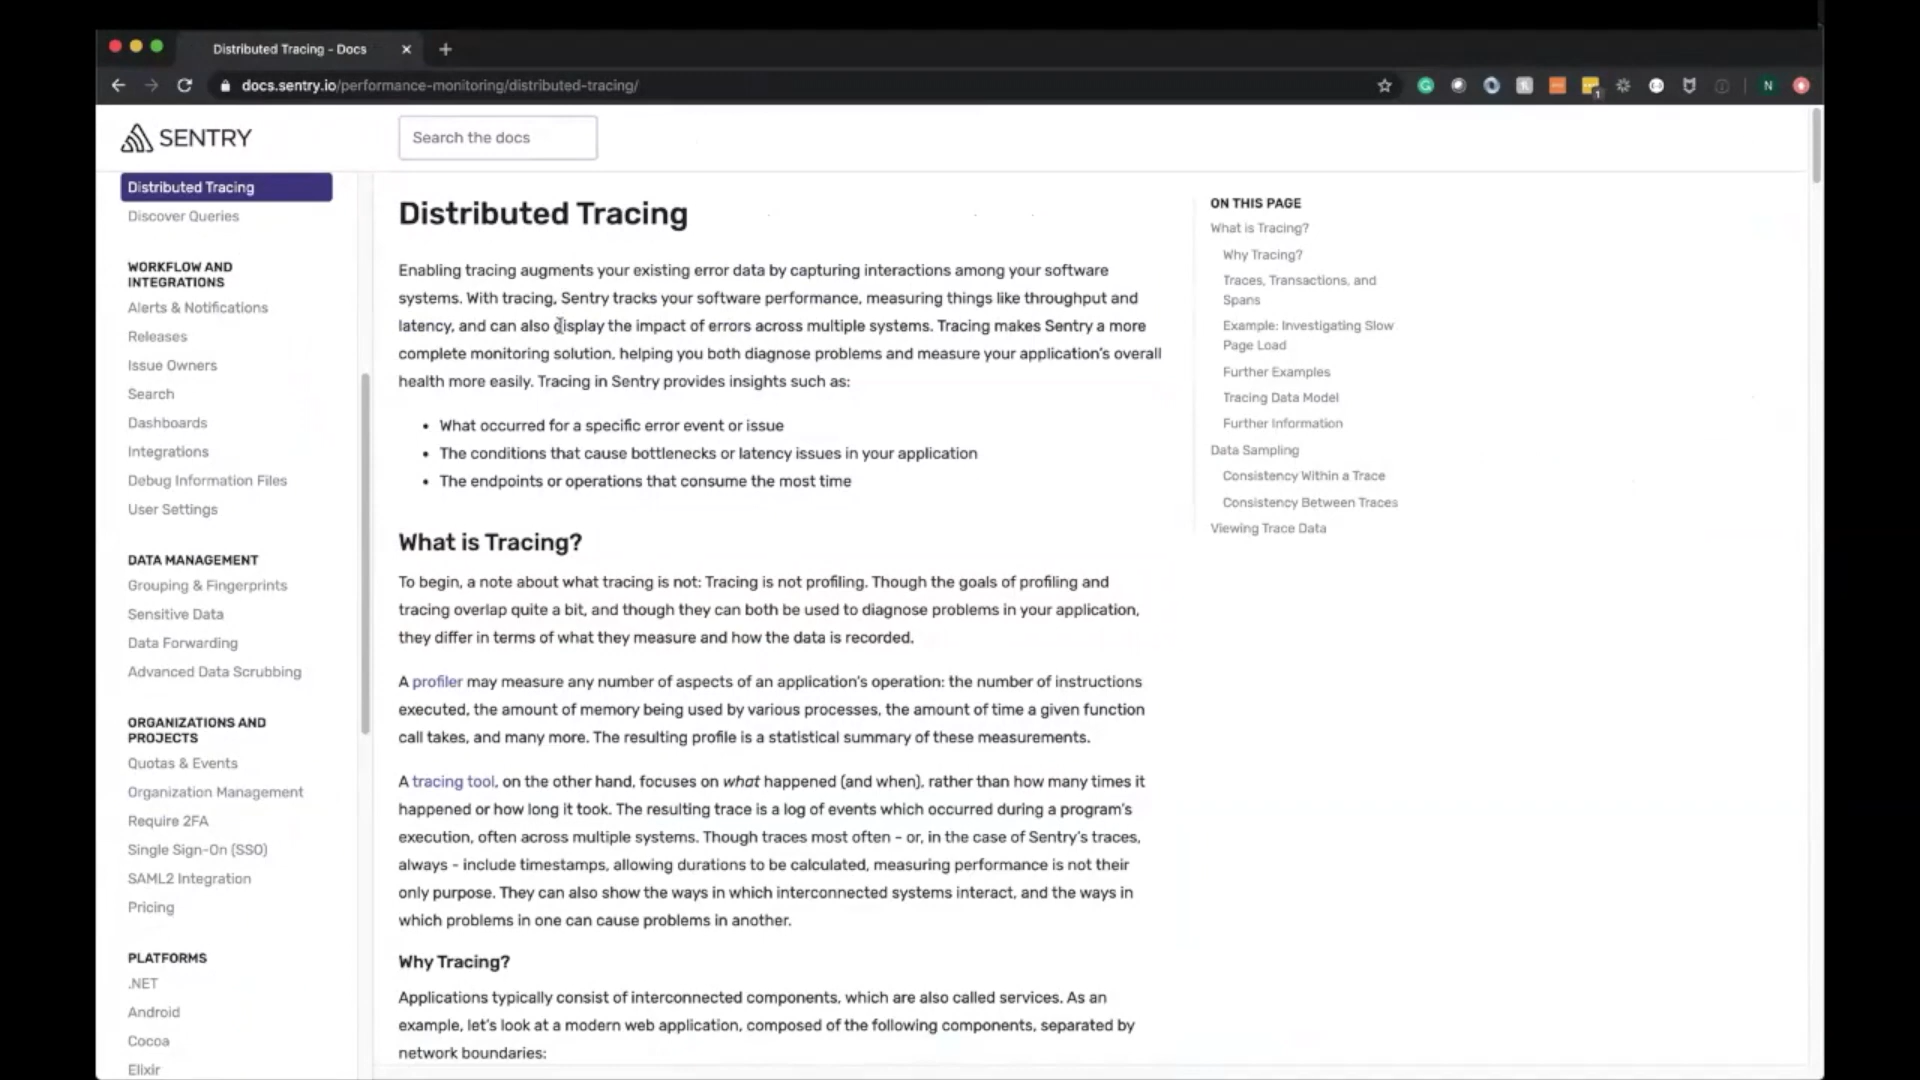 Distributed Tracing - Docs
docs.sentry.io/performance-monitoring/distributed-tracing/
1
N
SENTRY
Search the docs
Distributed Tracing
Discover Queries
WORKFLOW AND
INTEGRATIONS
Alerts & Notifications
Releases
Issue Owners
Search
Dashboards
Integrations
Debug Information Files
User Settings
DATA MANAGEMENT
Grouping & Fingerprints
Sensitive Data
Data Forwarding
Advanced Data Scrubbing
ORGANIZATIONS AND
PROJECTS
Quotas & Events
Organization Management
Require 2FA
Single Sign-On (SSO)
SAML2 Integration
Pricing
PLATFORMS
.NET
Android
Cocoa
Elixir
Distributed Tracing
Enabling tracing augments your existing error data by capturing interactions among your software
systems. With tracing, Sentry tracks your software performance, measuring things like throughput and
latency, and can also display the impact of errors across multiple systems. Tracing makes Sentry a more
complete monitoring solution, helping you both diagnose problems and measure your application's overall
health more easily. Tracing in Sentry provides insights such as:
• What occurred for a specific error event or issue
• The conditions that cause bottlenecks or latency issues in your application
• The endpoints or operations that consume the most time
What is Tracing?
To begin, a note about what tracing is not: Tracing is not profiling. Though the goals of profiling and
tracing overlap quite a bit, and though they can both be used to diagnose problems in your application,
they differ in terms of what they measure and how the data is recorded.
A profiler may measure any number of aspects of an application's operation: the number of instructions
executed, the amount of memory being used by various processes, the amount of time a given function
call takes, and many more. The resulting profile is a statistical summary of these measurements.
A tracing tool, on the other hand, focuses on what happened (and when), rather than how many times it
happened or how long it took. The resulting trace is a log of events which occurred during a program's
execution, often across multiple systems. Though traces most often - or, in the case of Sentry's traces,
always - include timestamps, allowing durations to be calculated, measuring performance is not their
only purpose. They can also show the ways in which interconnected systems interact, and the ways in
which problems in one can cause problems in another.
Why Tracing?
Applications typically consist of interconnected components, which are also called services. As an
example, let's look at a modern web application, composed of the following components, separated by
network boundaries:
ON THIS PAGE
What is Tracing?
Why Tracing?
Traces, Transactions, and
Spans
Example: Investigating Slow
Page Load
Further Examples
Tracing Data Model
Further Information
Data Sampling
Consistency Within a Trace
Consistency Between Traces
Viewing Trace Data